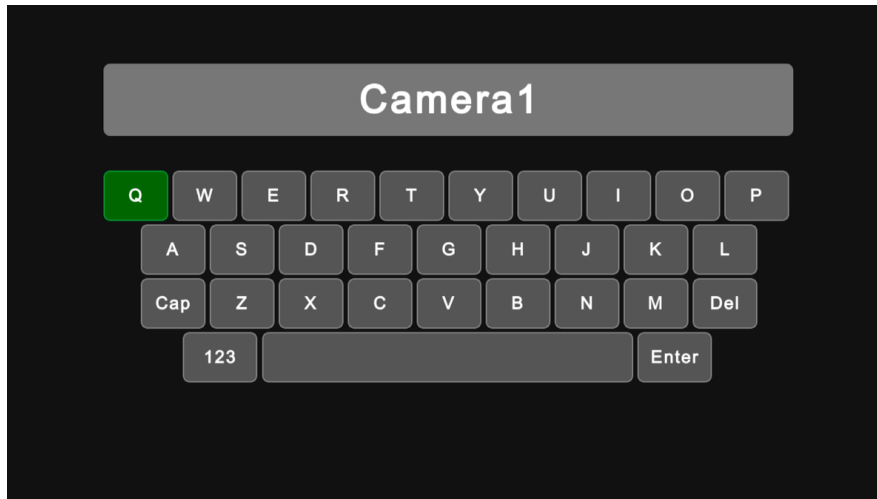 Camera1
Q W E R T Y U I O P
A S D F G H J K L
Cap Z X C V B N M Del
123 Enter